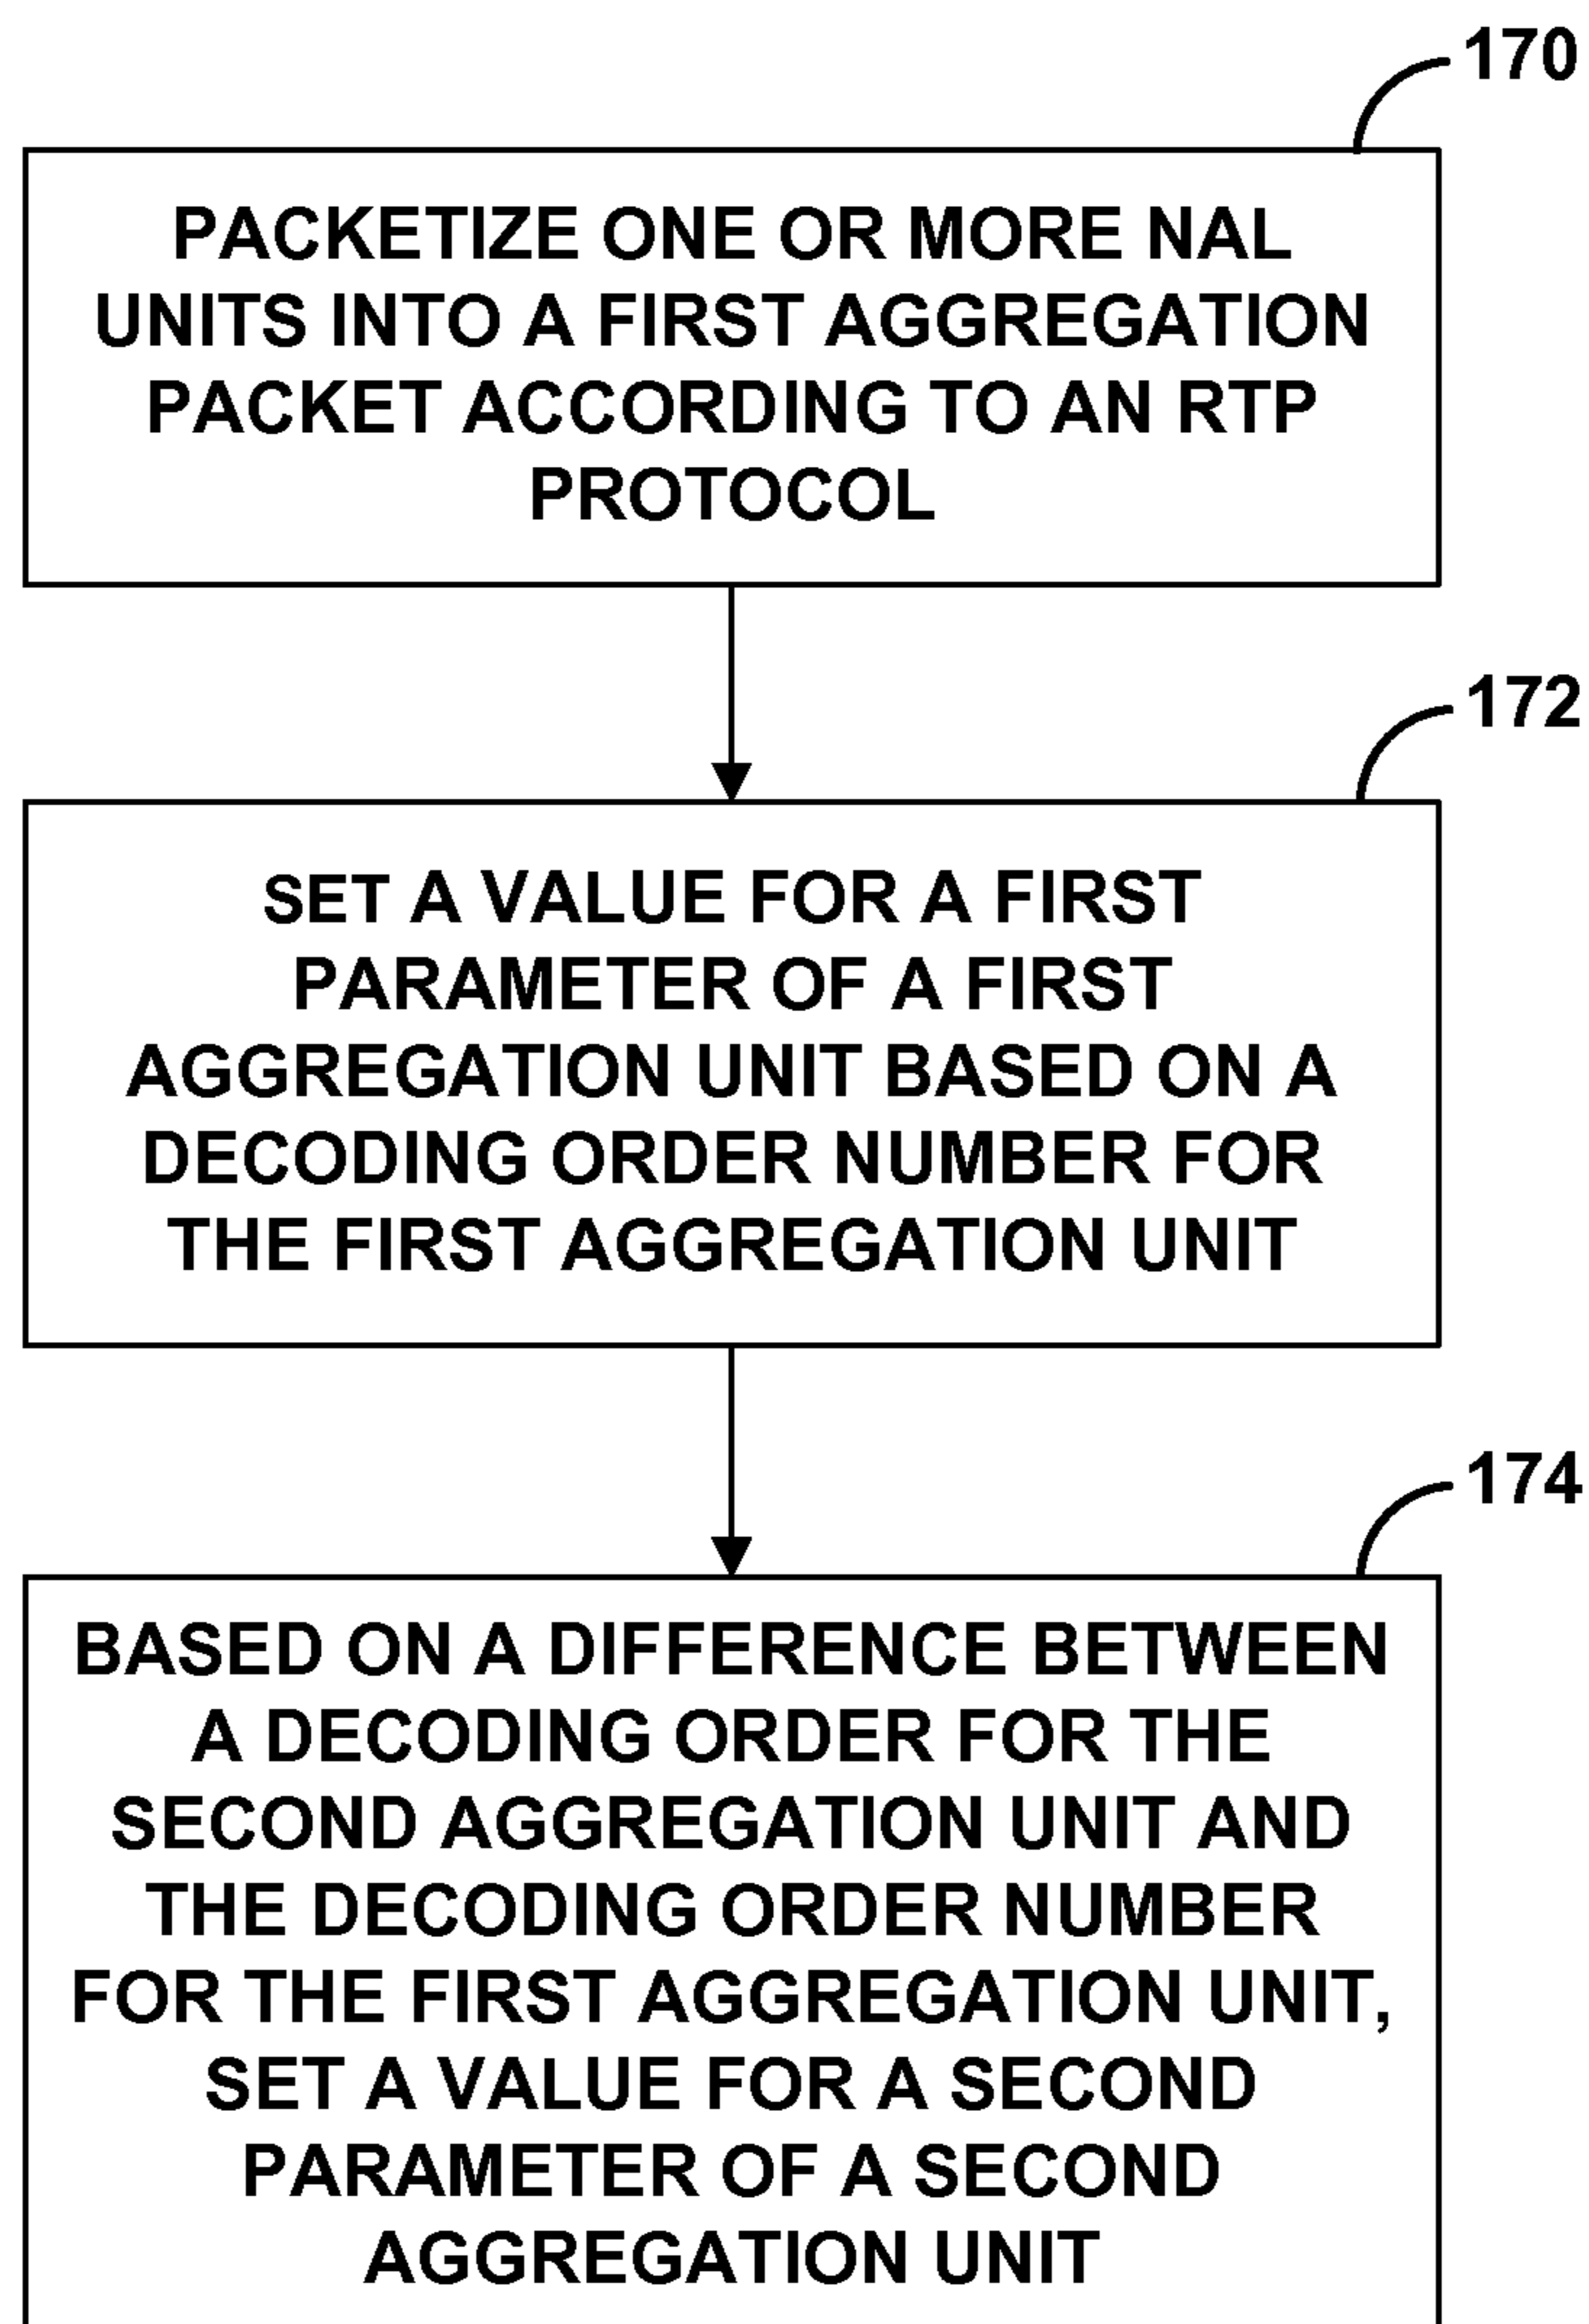 170
PACKETIZE ONE OR MORE NAL
UNITS INTO A FIRST AGGREGATION
PACKET ACCORDING TO AN RTP
PROTOCOL
172
SET A VALUE FOR A FIRST
PARAMETER OF A FIRST
AGGREGATION UNIT BASED ON A
DECODING ORDER NUMBER FOR
THE FIRST AGGREGATION UNIT
174
BASED ON A DIFFERENCE BETWEEN
A DECODING ORDER FOR THE
SECOND AGGREGATION UNIT AND
THE DECODING ORDER NUMBER
FOR THE FIRST AGGREGATION UNIT,
SET A VALUE FOR A SECOND
PARAMETER OF A SECOND
AGGREGATION UNIT